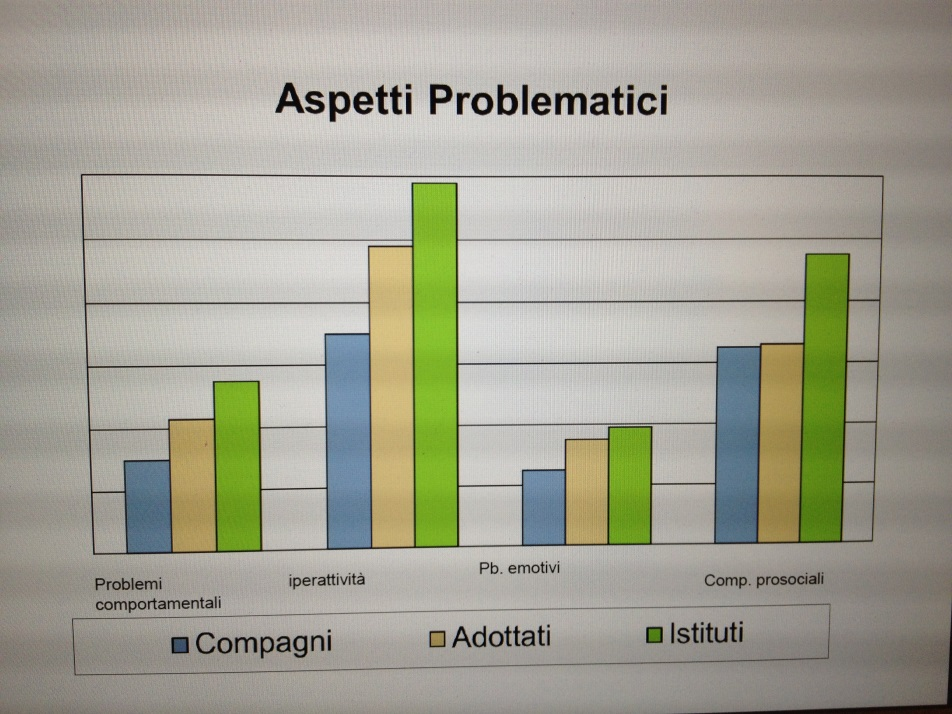 Aspetti Problematici
Problemi
comportamentali
iperattività
Pb. emotivi
Comp. prosociali
Compagni
Adottati
Istituti